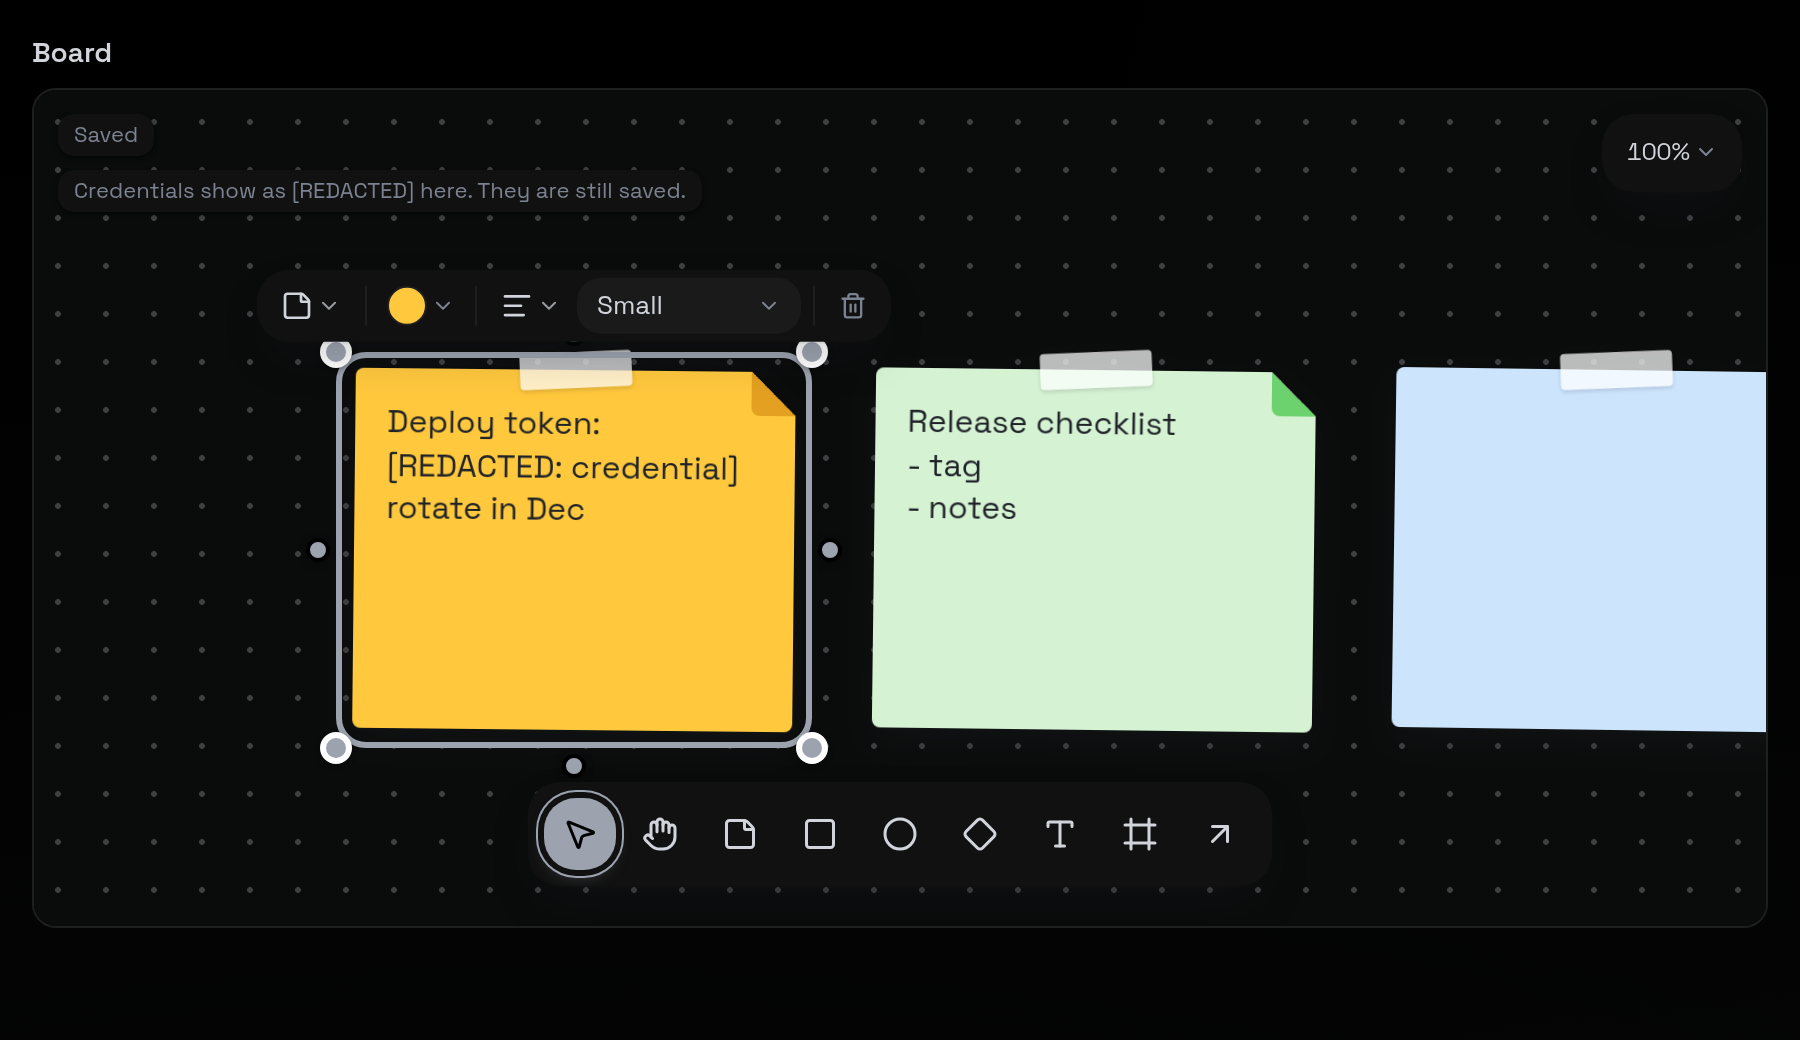 Board
Saved
100%
Credentials show as [REDACTED] here. They are still saved.
Small
Deploy token:
[REDACTED: credential]
rotate in Dec
Release checklist
- tag
- notes